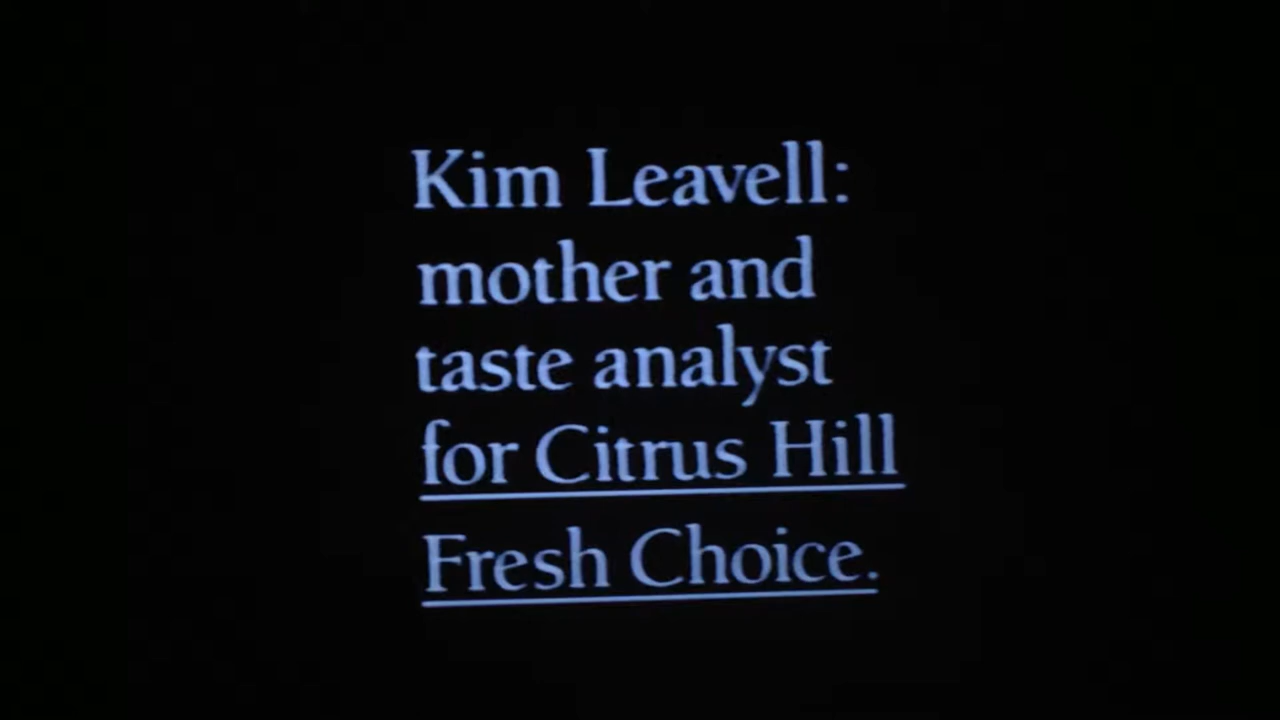 Kim Leavell:
mother and
taste analyst
for Citrus Hill
Fresh Choice.